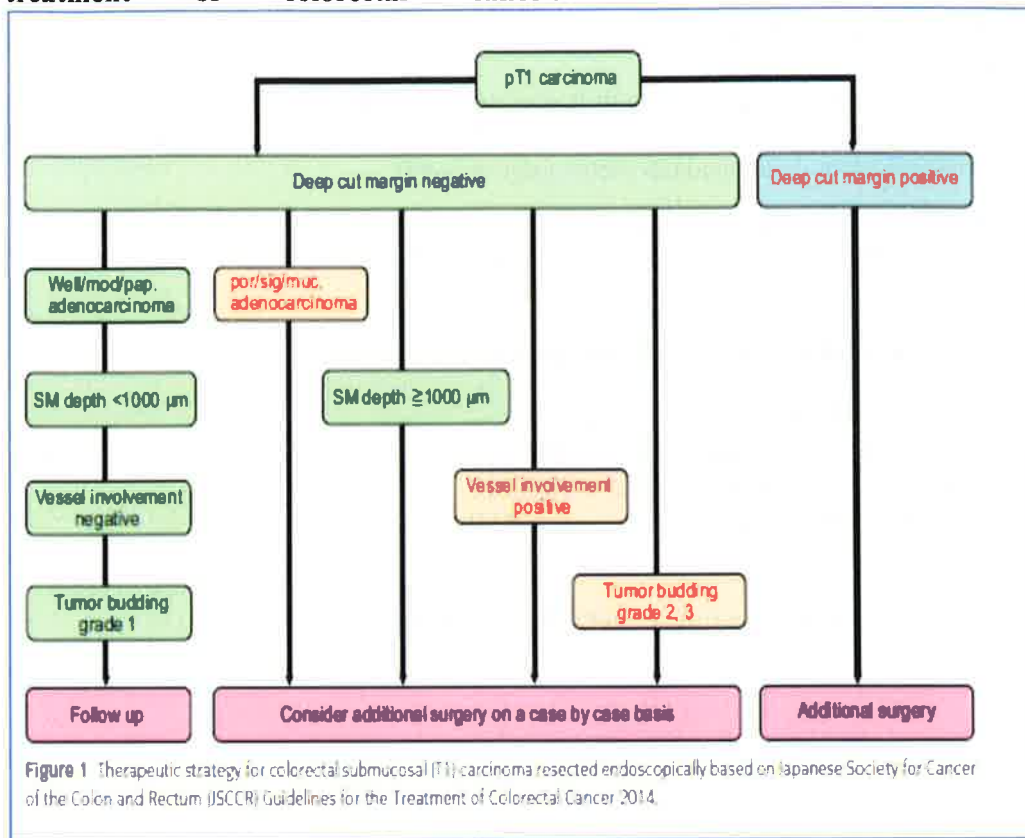 treatment of colorectal
pT1 carcinoma
Deep cut margin negative
Deep cut margin positive
Well/mod/pap.
adenocarcinoma
por/sig/muc.
adenocarcinoma
SM depth <1000 µm
SM depth ≧1000 µm
Vessel involvement
negative
Vessel involvement
positive
Tumor budding
grade 1
Tumor budding
grade 2, 3
Follow up
Consider additional surgery on a case by case basis
Additional surgery
Figure 1 Therapeutic strategy for colorectal submucosal (T1) carcinoma resected endoscopically based on Japanese Society for Cancer
of the Colon and Rectum (JSCCR) Guidelines for the Treatment of Colorectal Cancer 2014.